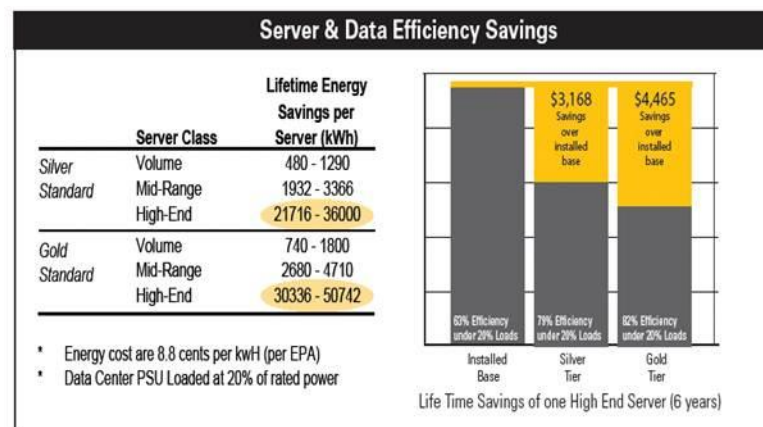 Server & Data Efficiency Savings
Lifetime Energy
Savings per
Server Class Server (kWh)
Silver Volume 480 - 1290
Standard Mid-Range 1932 - 3366
High-End 21716 - 36000
Gold Volume 740 - 1800
Standard Mid-Range 2680 - 4710
High-End 30336 - 50742
* Energy cost are 8.8 cents per kwH (per EPA)
* Data Center PSU Loaded at 20% of rated power
$3,168
Savings
over
installed
base
$4,465
Savings
over
installed
base
63% Efficiency
under 20% Loads
79% Efficiency
under 20% Loads
82% Efficiency
under 20% Loads
Installed
Base
Silver
Tier
Gold
Tier
Life Time Savings of one High End Server (6 years)